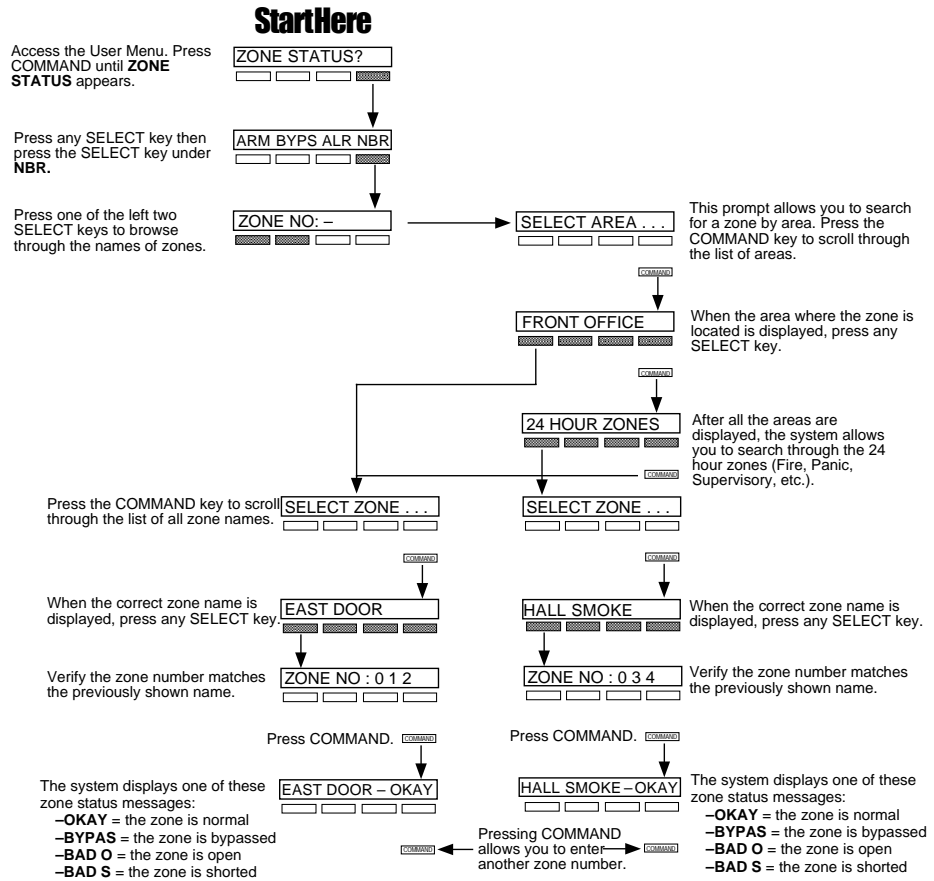 StartHere
Access the User Menu. Press
COMMAND until ZONE
STATUS appears.
ZONE STATUS?
Press any SELECT key then
press the SELECT key under
NBR.
ARM BYPS ALR NBR
Press one of the left two
SELECT keys to browse
through the names of zones.
ZONE NO: –
SELECT AREA . . .
This prompt allows you to search
for a zone by area. Press the
COMMAND key to scroll through
the list of areas.
COMMAND
FRONT OFFICE
When the area where the zone is
located is displayed, press any
SELECT key.
COMMAND
24 HOUR ZONES
After all the areas are
displayed, the system allows
you to search through the 24
hour zones (Fire, Panic,
Supervisory, etc.).
COMMAND
Press the COMMAND key to scroll
through the list of all zone names.
SELECT ZONE . . .
SELECT ZONE . . .
COMMAND
COMMAND
When the correct zone name is
displayed, press any SELECT key.
EAST DOOR
HALL SMOKE
When the correct zone name is
displayed, press any SELECT key.
Verify the zone number matches
the previously shown name.
ZONE NO : 0 1 2
ZONE NO : 0 3 4
Verify the zone number matches
the previously shown name.
Press COMMAND. COMMAND
Press COMMAND. COMMAND
The system displays one of these
zone status messages:
–OKAY = the zone is normal
–BYPAS = the zone is bypassed
–BAD O = the zone is open
–BAD S = the zone is shorted
EAST DOOR – OKAY
HALL SMOKE – OKAY
The system displays one of these
zone status messages:
–OKAY = the zone is normal
–BYPAS = the zone is bypassed
–BAD O = the zone is open
–BAD S = the zone is shorted
COMMAND
Pressing COMMAND
allows you to enter
another zone number.
COMMAND